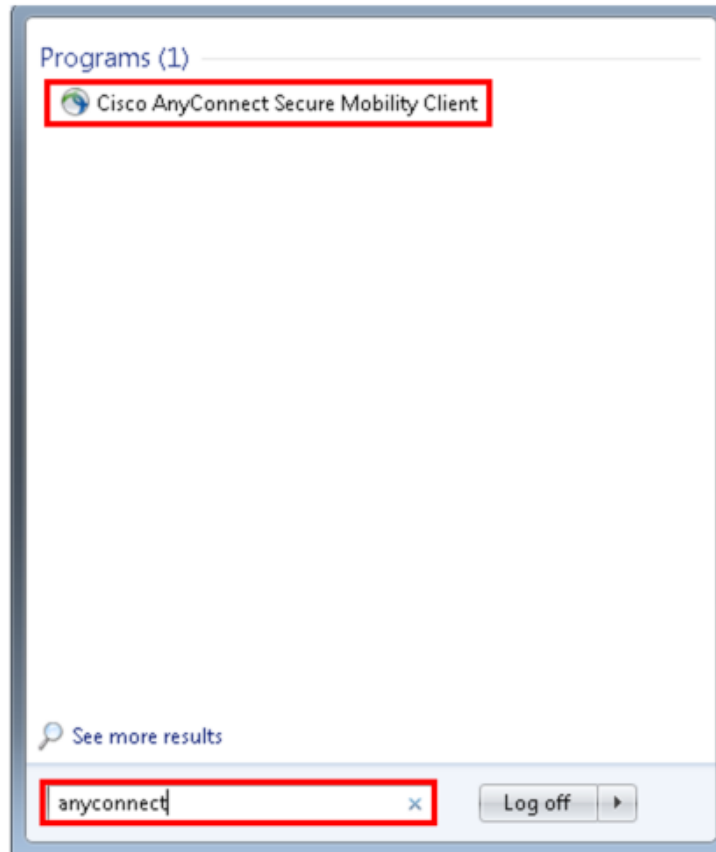 Programs (1)
Cisco AnyConnect Secure Mobility Client
See more results
anyconnect
Log off